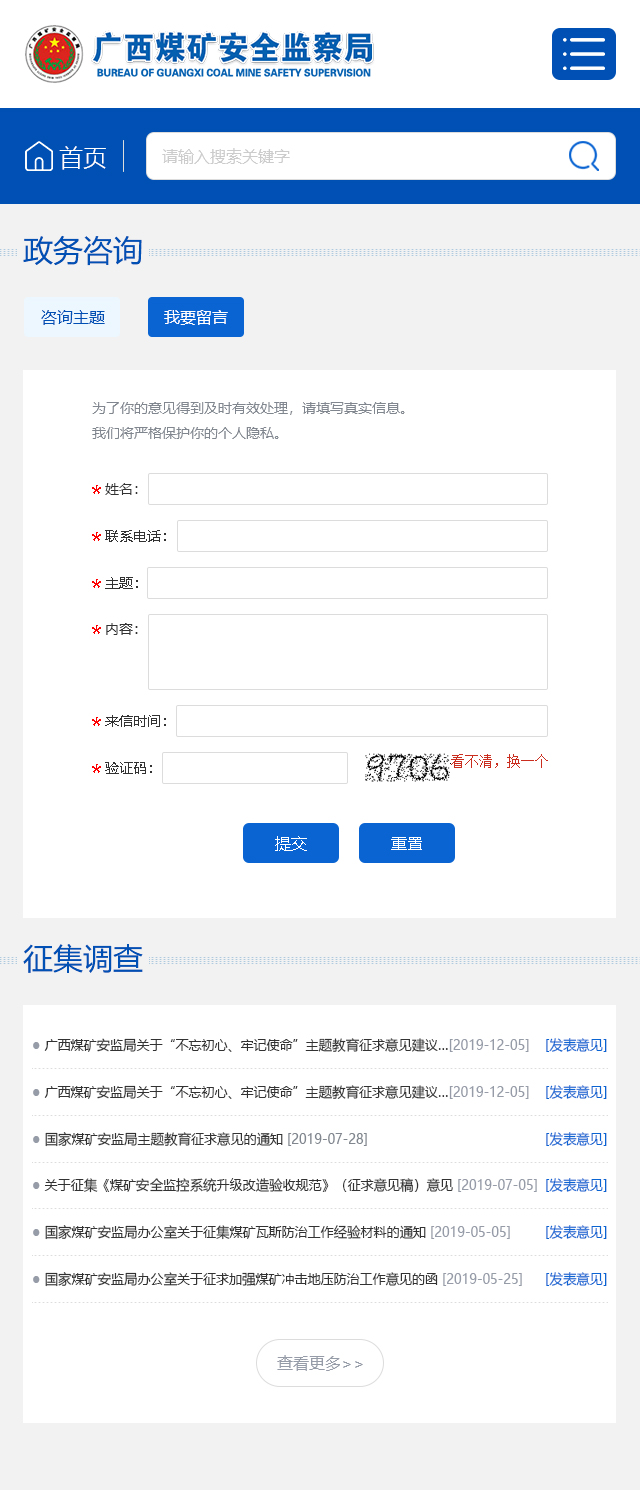 广西煤矿安全监察局
BUREAU OF GUANGXI COAL MINE SAFETY SUPERVISION
首页
请输入搜索关键字
政务咨询
咨询主题
我要留言
为了你的意见得到及时有效处理，请填写真实信息。
我们将严格保护你的个人隐私。
* 姓名：
* 联系电话：
* 主题：
* 内容：
* 来信时间：
* 验证码：
9706
看不清，换一个
提交
重置
征集调查
广西煤矿安监局关于“不忘初心、牢记使命”主题教育征求意见建议...[2019-12-05] [发表意见]
广西煤矿安监局关于“不忘初心、牢记使命”主题教育征求意见建议...[2019-12-05] [发表意见]
国家煤矿安监局主题教育征求意见的通知 [2019-07-28] [发表意见]
关于征集《煤矿安全监控系统升级改造验收规范》（征求意见稿）意见 [2019-07-05] [发表意见]
国家煤矿安监局办公室关于征集煤矿瓦斯防治工作经验材料的通知 [2019-05-05] [发表意见]
国家煤矿安监局办公室关于征求加强煤矿冲击地压防治工作意见的函 [2019-05-25] [发表意见]
查看更多>>